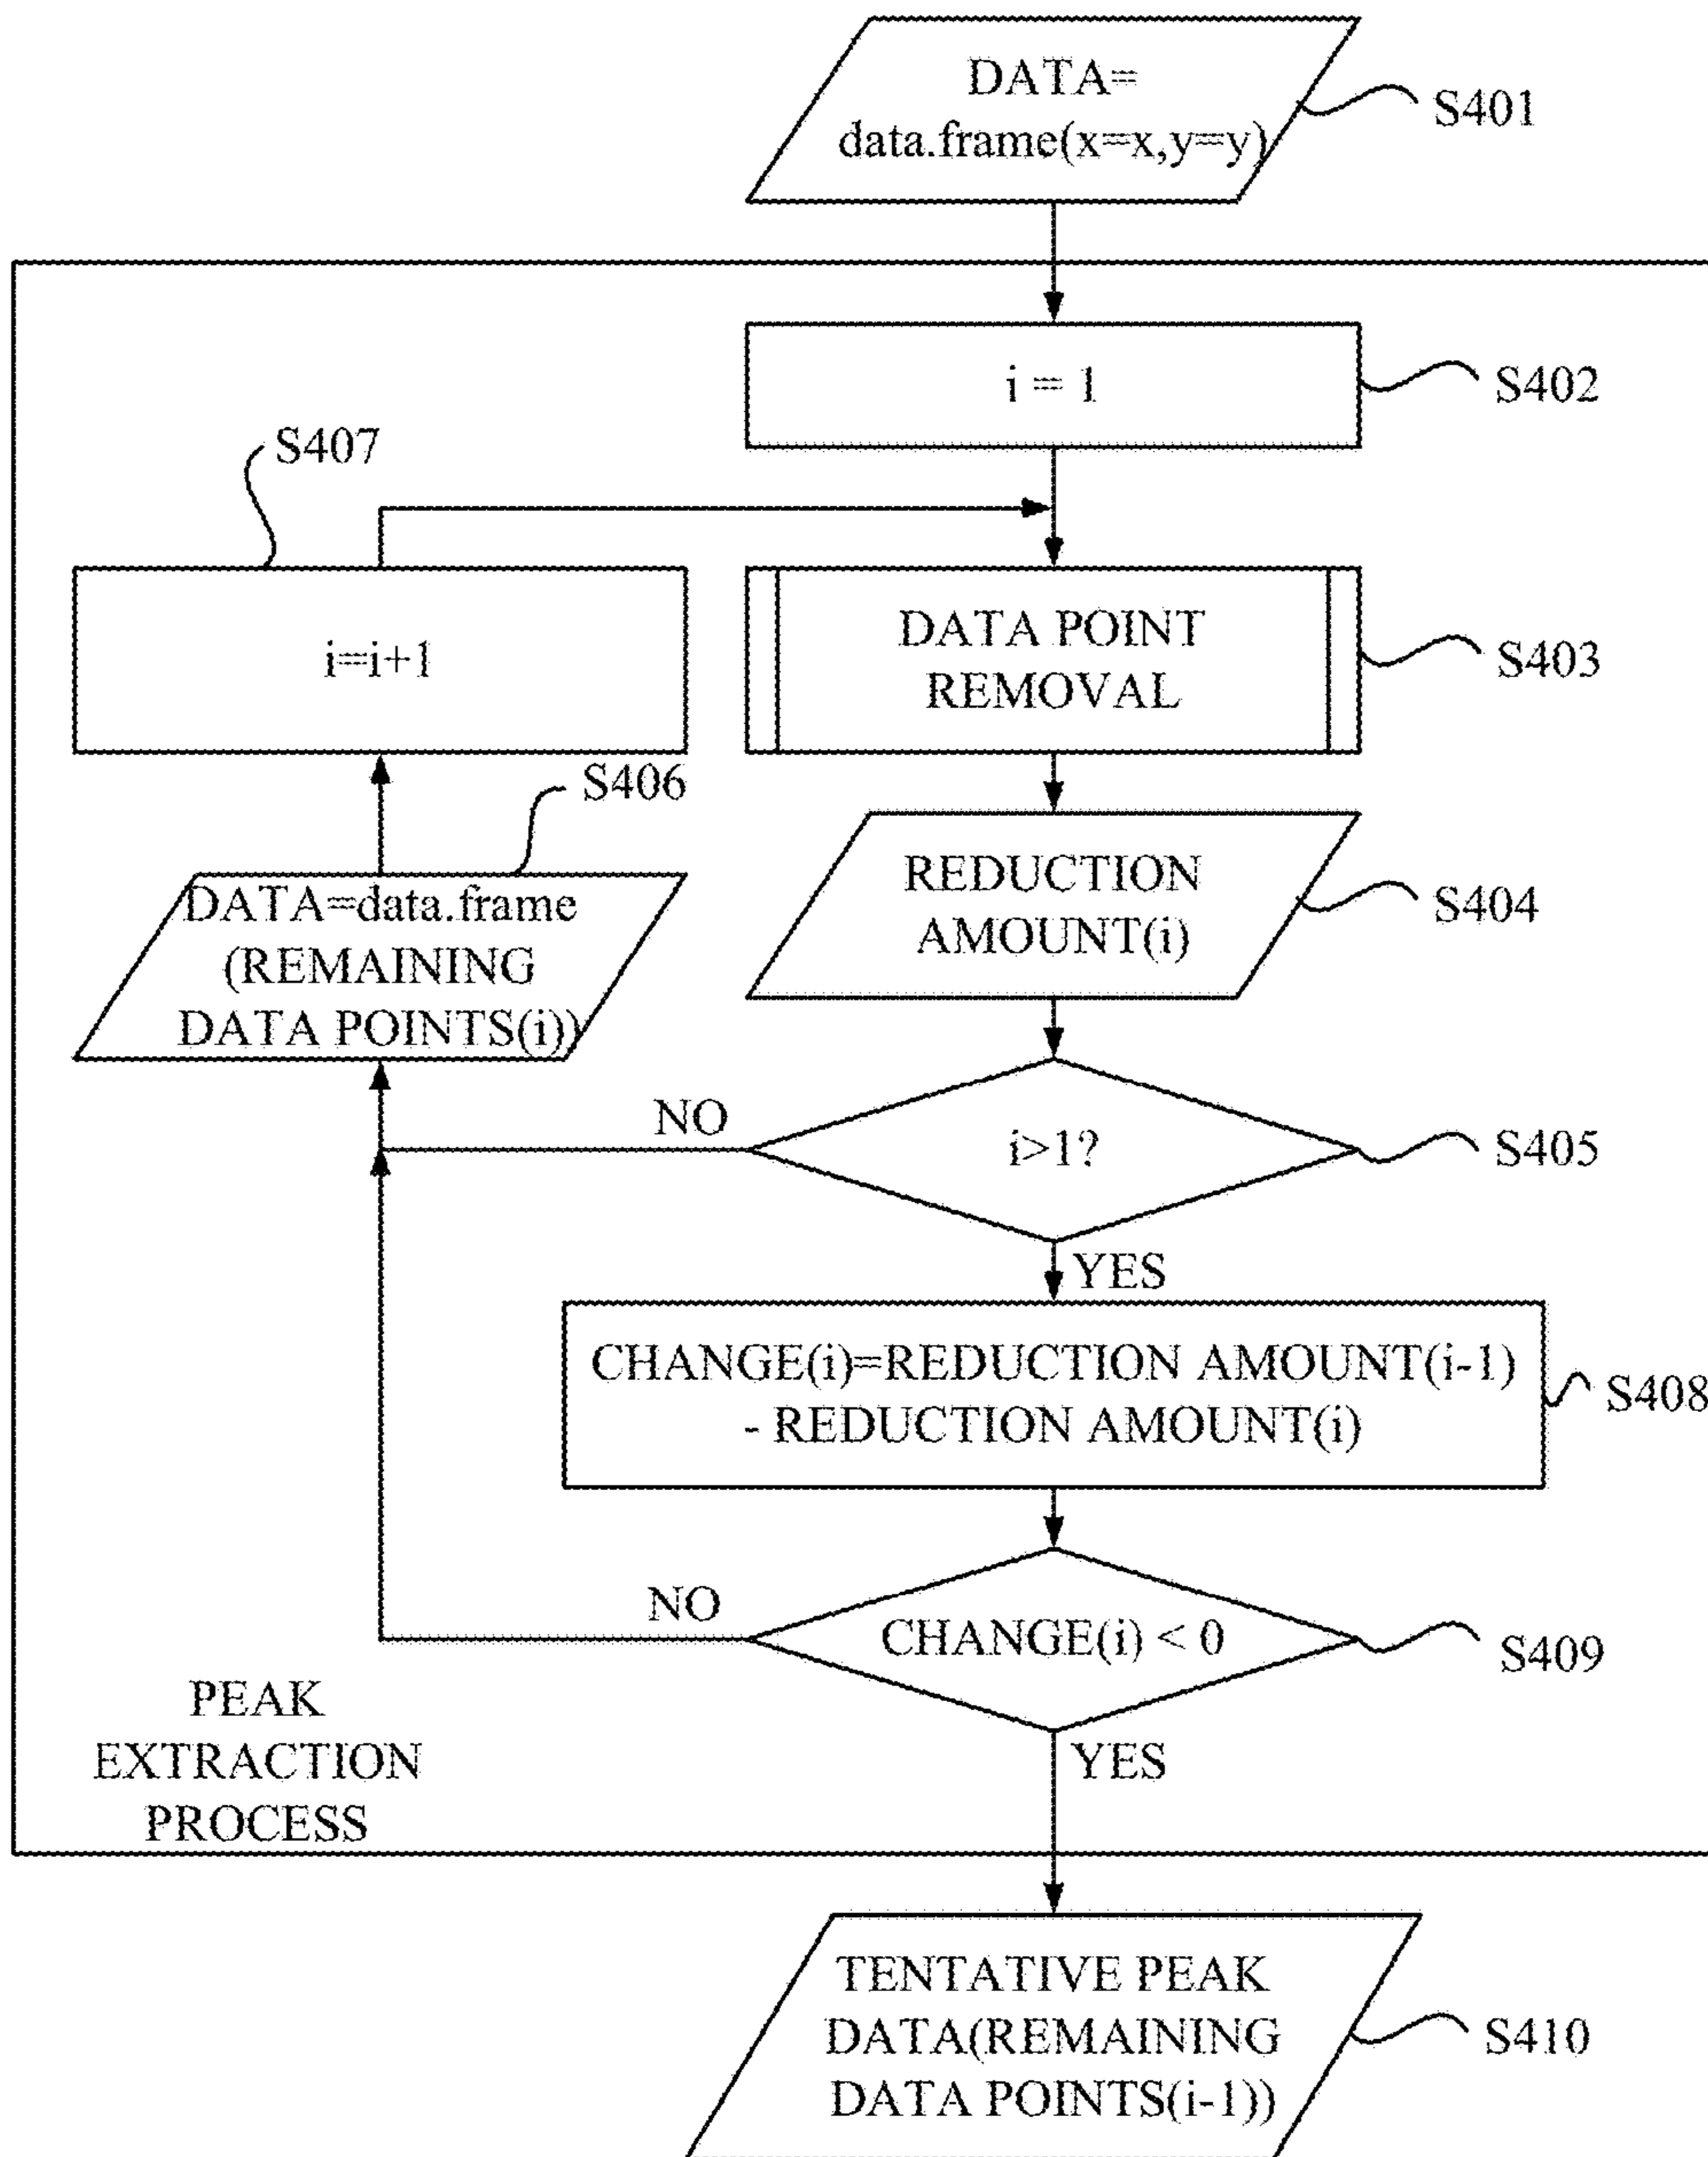 DATA=
data.frame(x=x,y=y)
S401
i = 1
S402
S407
i=i+1
DATA POINT
REMOVAL
S403
S406
DATA=data.frame
(REMAINING
DATA POINTS(i))
REDUCTION
AMOUNT(i)
S404
NO
i>1?
S405
YES
CHANGE(i)=REDUCTION AMOUNT(i-1)
- REDUCTION AMOUNT(i)
S408
NO
CHANGE(i) < 0
S409
YES
PEAK
EXTRACTION
PROCESS
TENTATIVE PEAK
DATA(REMAINING
DATA POINTS(i-1))
S410